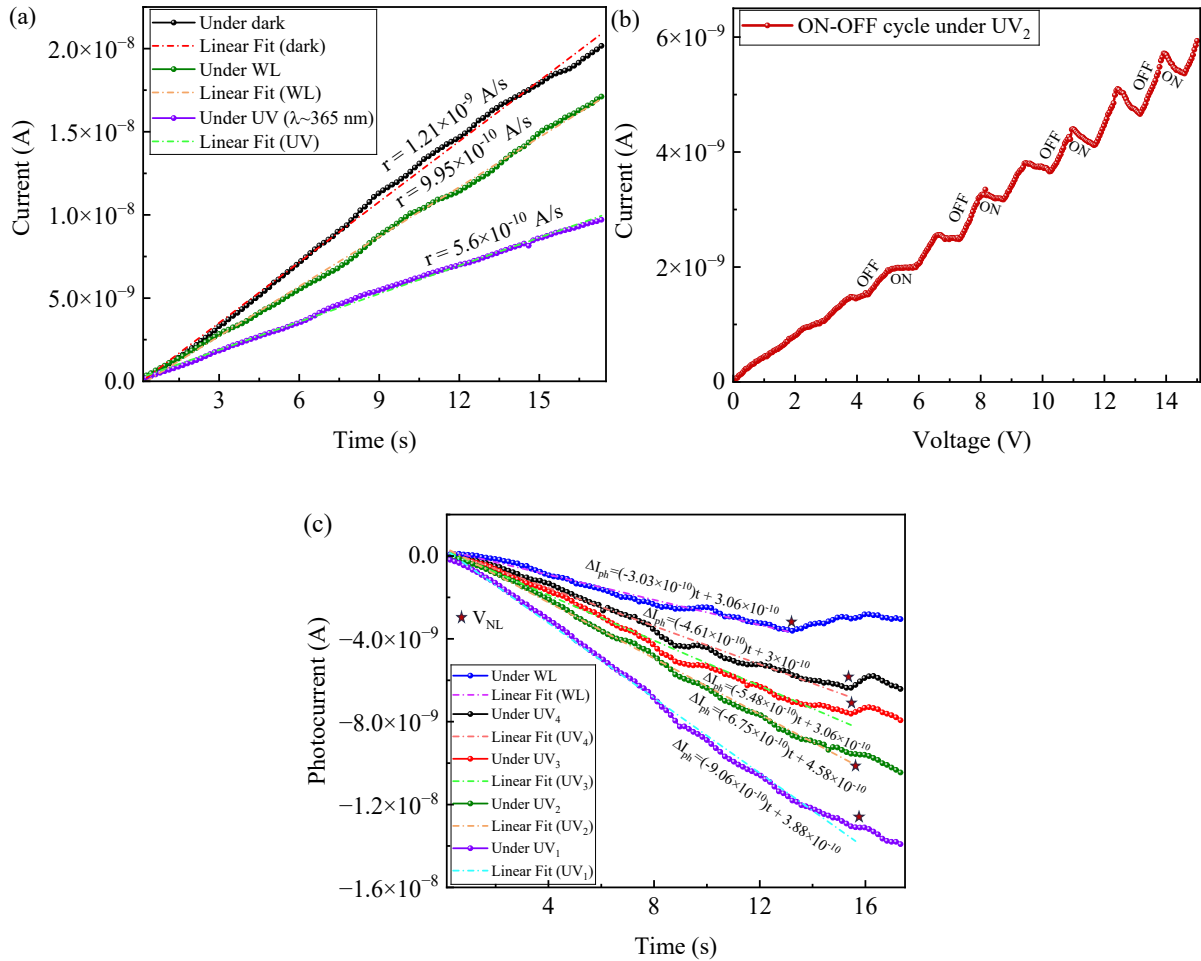 (a)
Under dark
Linear Fit (dark)
Under WL
Linear Fit (WL)
Under UV (λ~365 nm)
Linear Fit (UV)
r = 1.21×10⁻⁹ A/s
r = 9.95×10⁻¹⁰ A/s
r = 5.6×10⁻¹⁰ A/s
2.0×10⁻⁸
1.5×10⁻⁸
1.0×10⁻⁸
5.0×10⁻⁹
0.0
Current (A)
3 6 9 12 15
Time (s)
(b)
ON-OFF cycle under UV₂
6×10⁻⁹
4×10⁻⁹
2×10⁻⁹
0
Current (A)
OFF
ON
OFF
ON
OFF
ON
OFF
ON
0 2 4 6 8 10 12 14
Voltage (V)
(c)
0.0
−4.0×10⁻⁹
−8.0×10⁻⁹
−1.2×10⁻⁸
−1.6×10⁻⁸
Photocurrent (A)
V_NL
ΔI_ph=(-3.03×10⁻¹⁰)t + 3.06×10⁻¹⁰
ΔI_ph=(-4.61×10⁻¹⁰)t + 3×10⁻¹⁰
ΔI_ph=(-5.48×10⁻¹⁰)t + 3.06×10⁻¹⁰
ΔI_ph=(-6.75×10⁻¹⁰)t + 4.58×10⁻¹⁰
ΔI_ph=(-9.06×10⁻¹⁰)t + 3.88×10⁻¹⁰
Under WL
Linear Fit (WL)
Under UV₄
Linear Fit (UV₄)
Under UV₃
Linear Fit (UV₃)
Under UV₂
Linear Fit (UV₂)
Under UV₁
Linear Fit (UV₁)
4 8 12 16
Time (s)